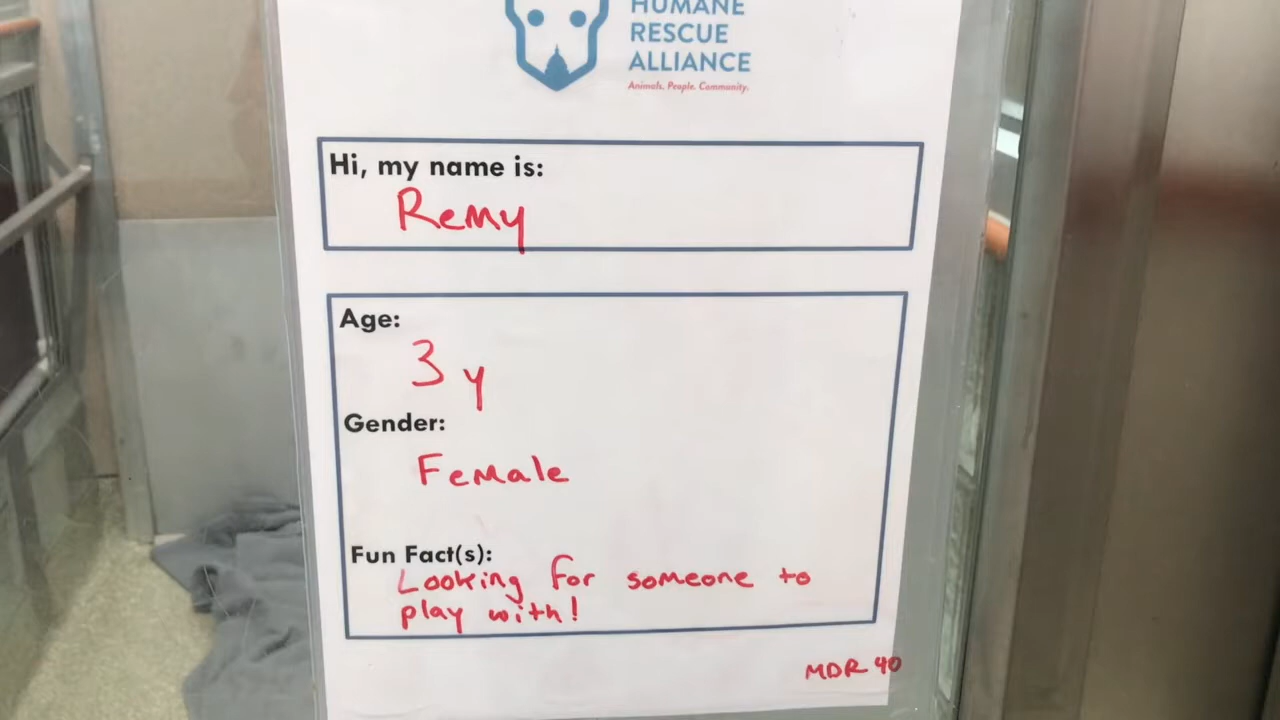 HUMANE
RESCUE
ALLIANCE
Animals. People. Community.
Hi, my name is:
Remy
Age:
3 y
Gender:
Female
Fun Fact(s):
Looking for someone to
play with!
MDR 40